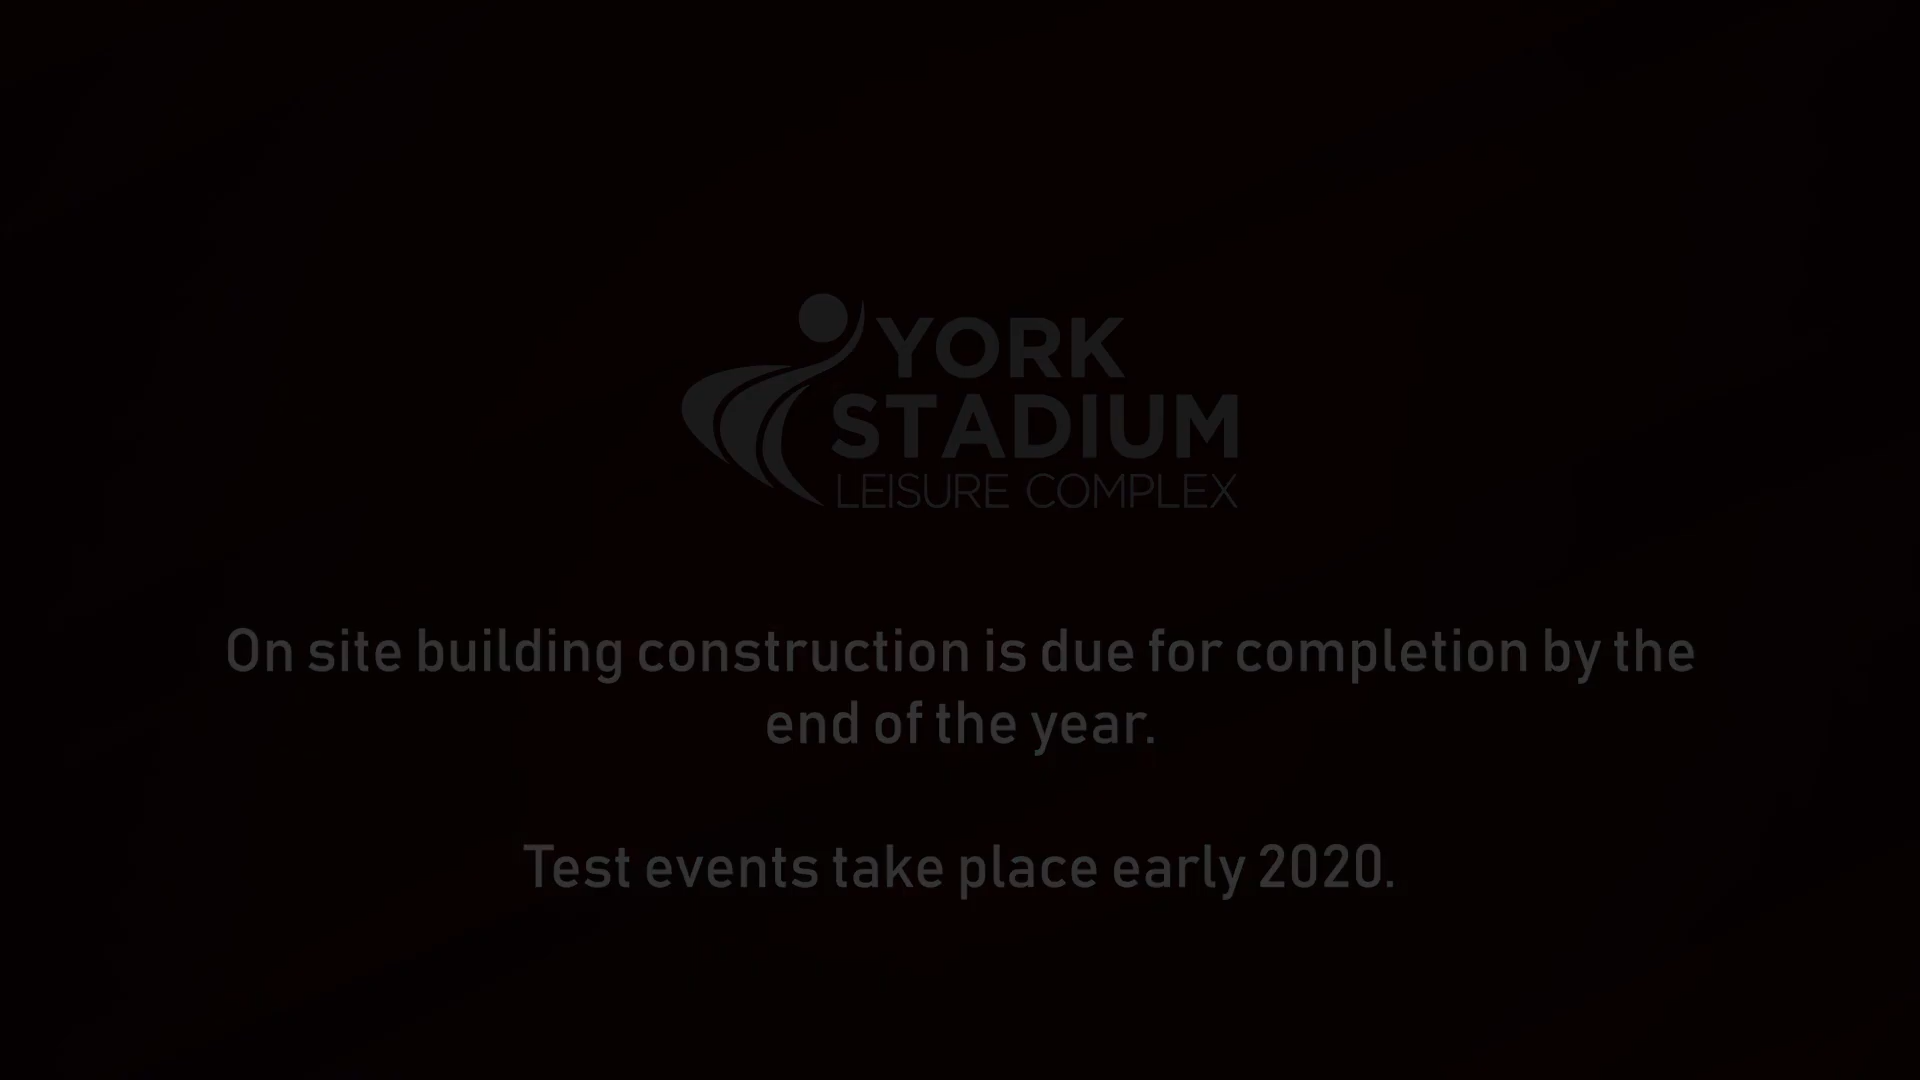 YORK
STADIUM
LEISURE COMPLEX
On site building construction is due for completion by the
end of the year.
Test events take place early 2020.